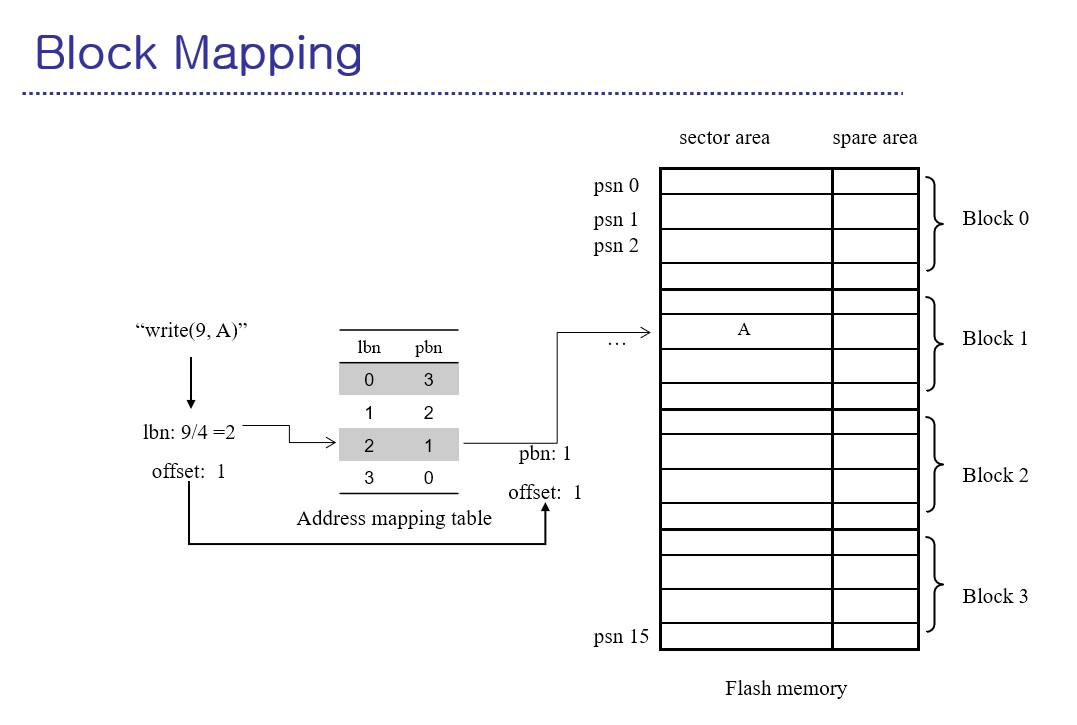 Block Mapping
sector area spare area
psn 0
psn 1
psn 2
Block 0
"write(9, A)"
lbn: 9/4 =2
offset: 1
lbn pbn
0 3
1 2
2 1
3 0
Address mapping table
pbn: 1
offset: 1
…
A
Block 1
Block 2
Block 3
psn 15
Flash memory